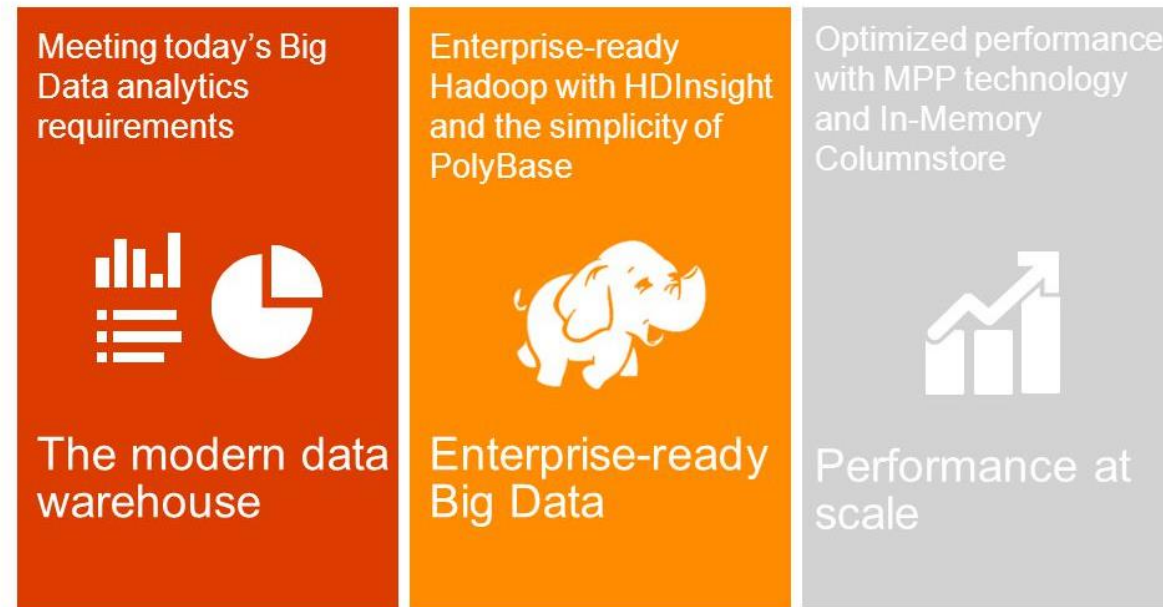 Meeting today’s Big
Data analytics
requirements
The modern data
warehouse
Enterprise-ready
Hadoop with HDInsight
and the simplicity of
PolyBase
Enterprise-ready
Big Data
Optimized performance
with MPP technology
and In-Memory
Columnstore
Performance at
scale